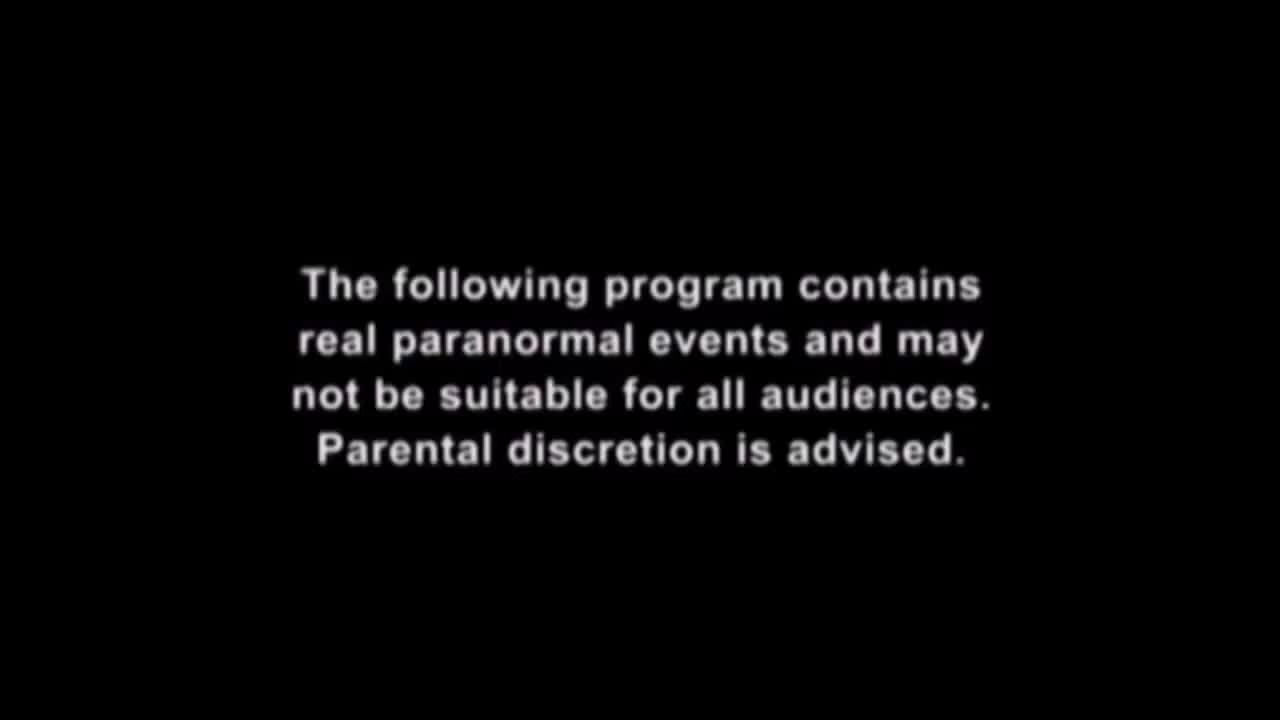 The following program contains
real paranormal events and may
not be suitable for all audiences.
Parental discretion is advised.